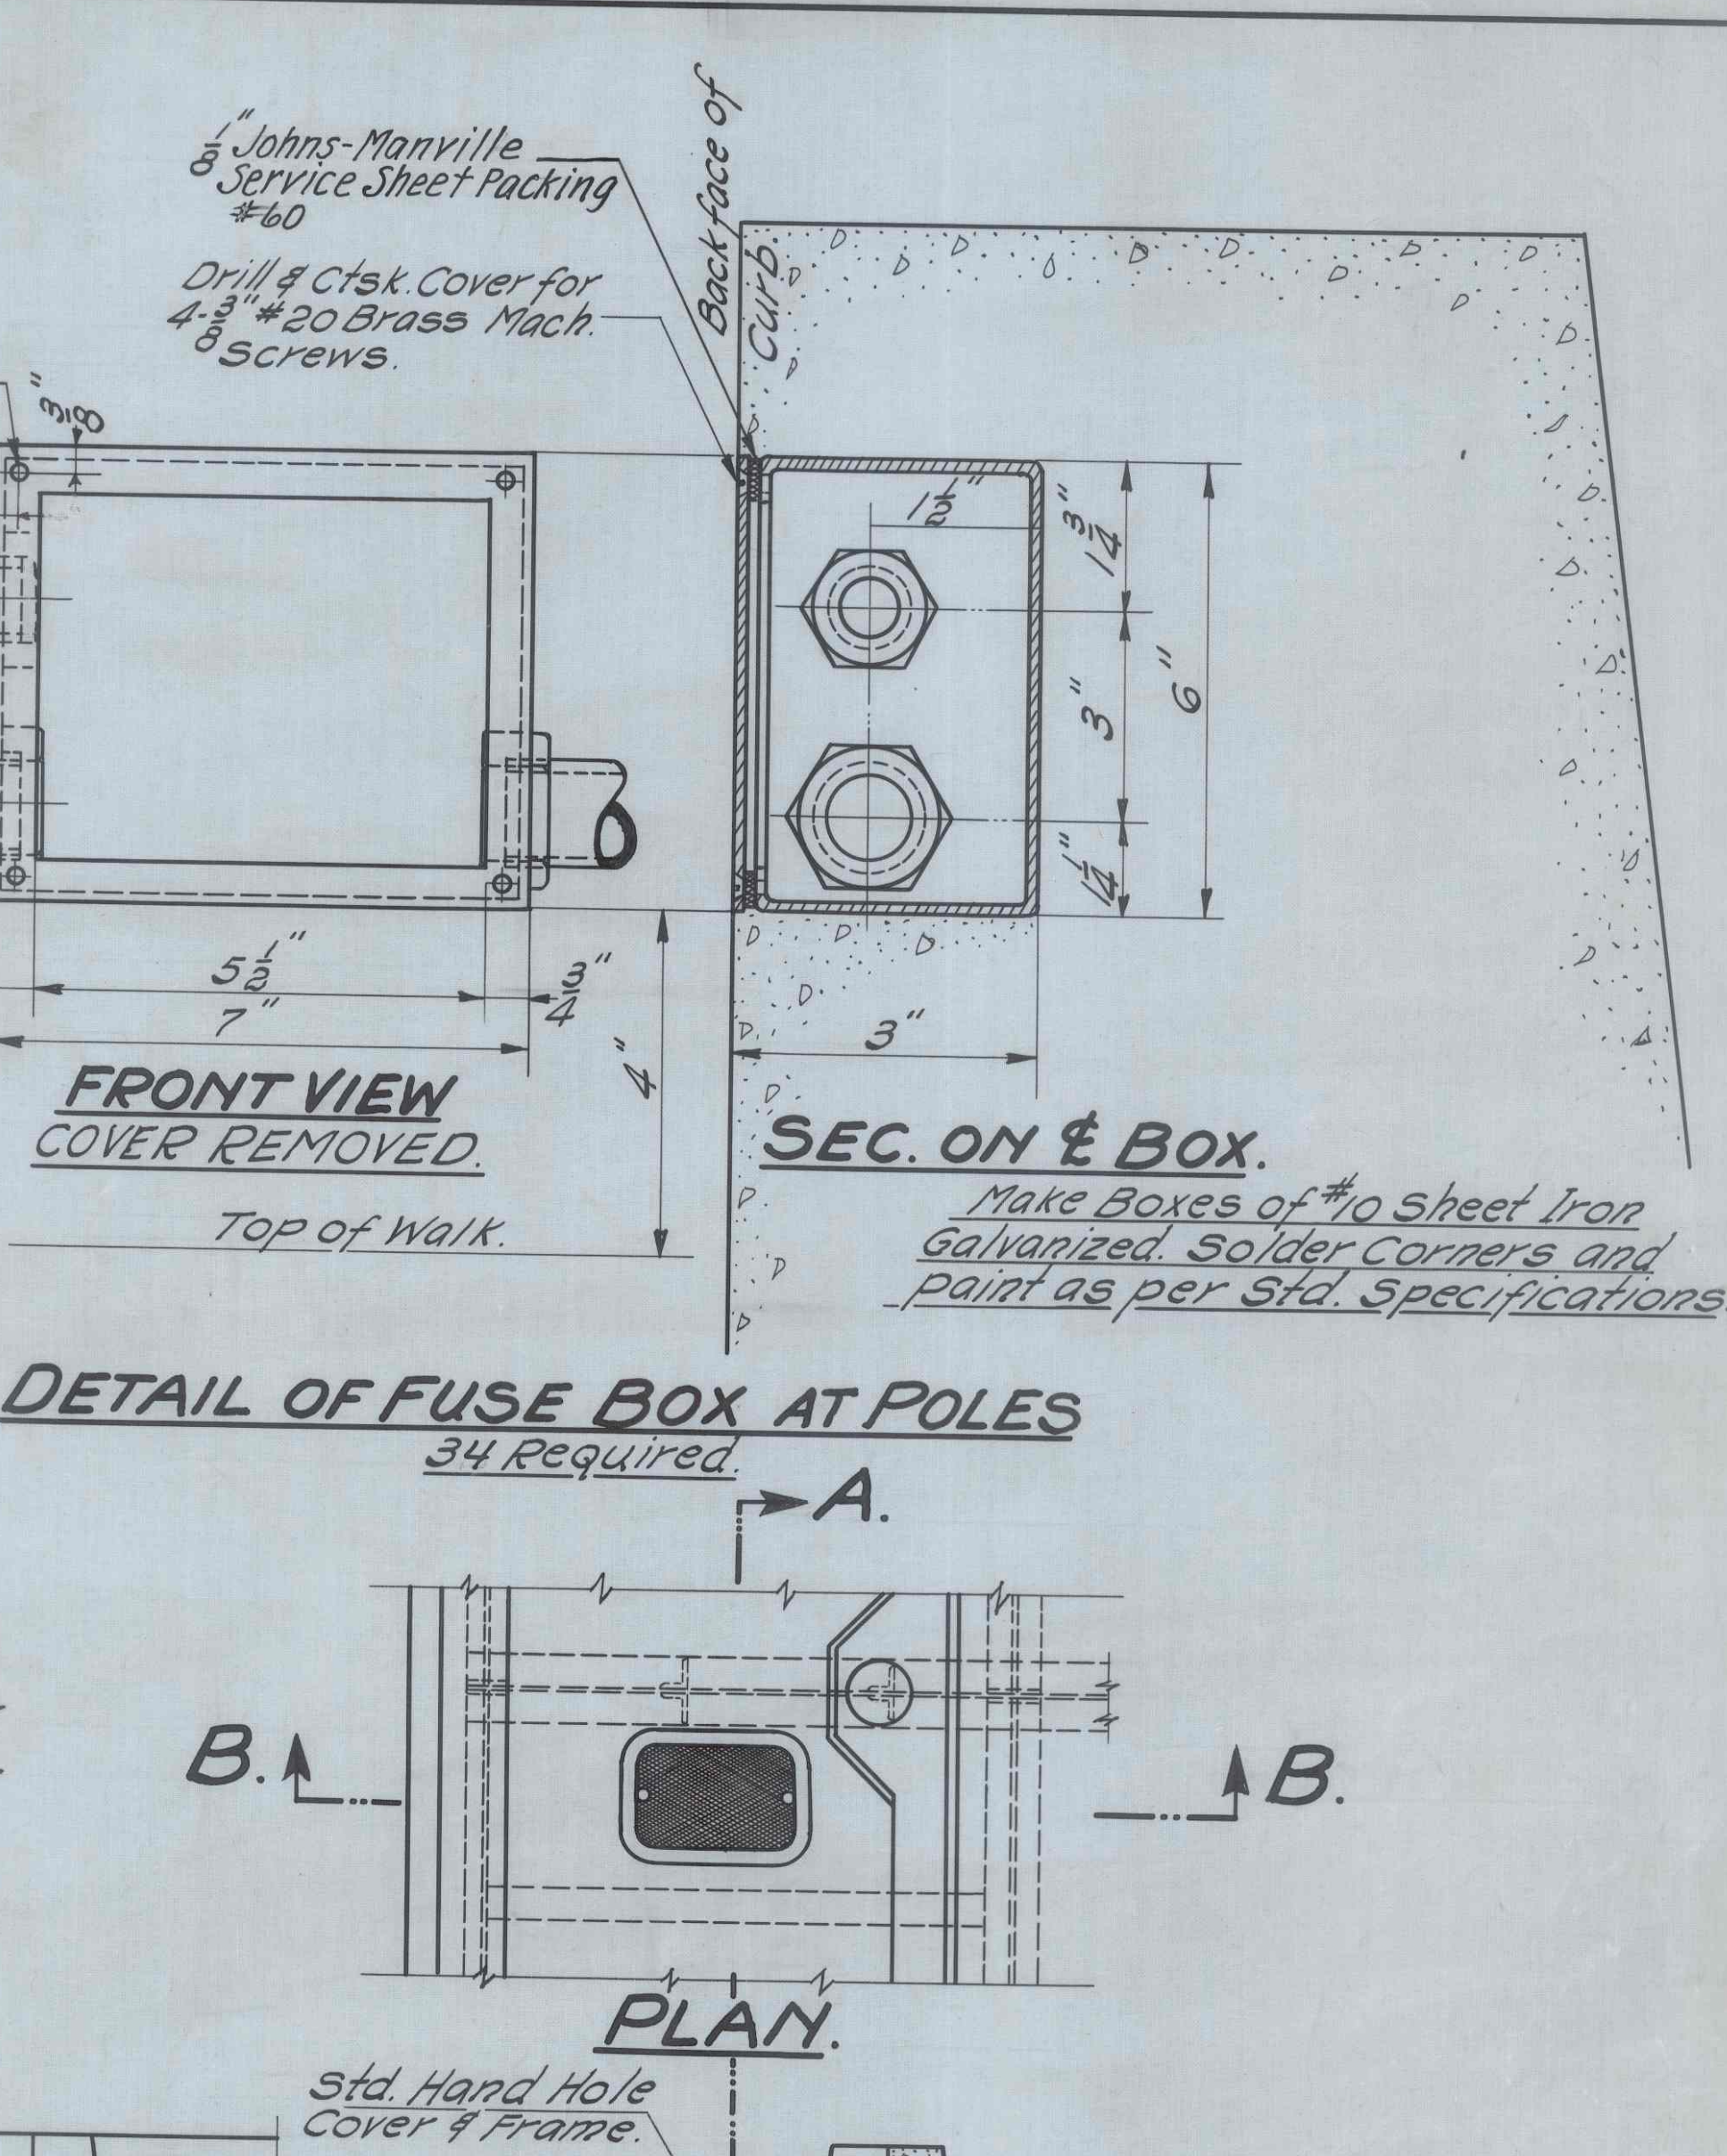 1/8" Johns-Manville
Service Sheet Packing
#60
Drill & Ctsk. Cover for
4-3/8" #20 Brass Mach.
Screws.
Back face of
Curb.
3/8"
1 1/2"
1 3/4"
3"
6"
1 1/4"
5 1/2"
3/4"
7"
4"
3"
FRONT VIEW
COVER REMOVED.
Top of Walk.
SEC. ON ℄ BOX.
Make Boxes of #10 Sheet Iron
Galvanized. Solder Corners and
paint as per Std. Specifications.
DETAIL OF FUSE BOX AT POLES
34 Required.
A.
B.
B.
PLAN.
Std. Hand Hole
Cover & Frame.